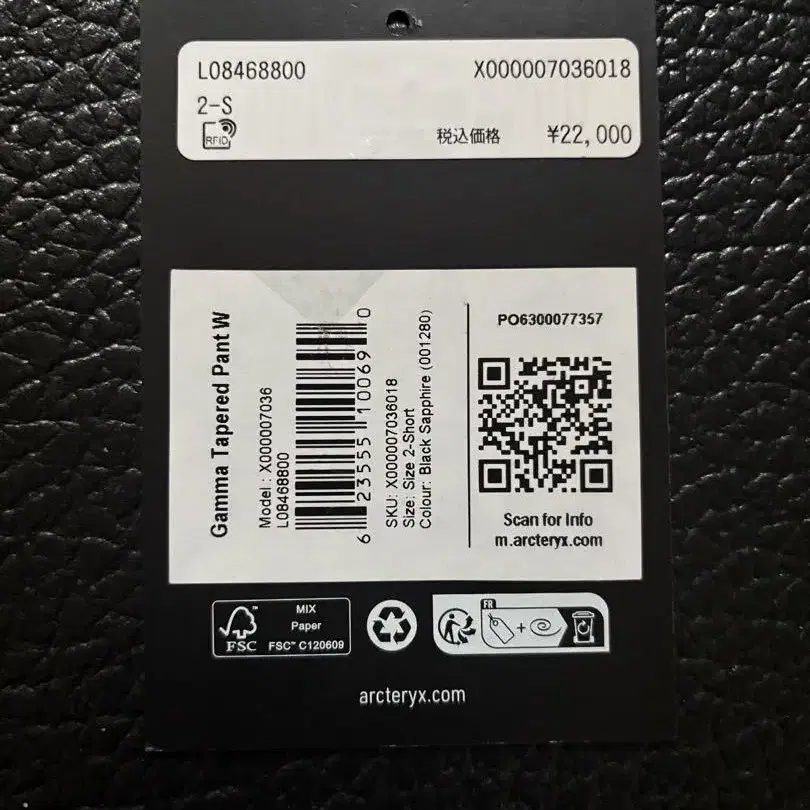 L08468800
X000007036018
2-S
RFID
税込価格
¥22,000
Gamma Tapered Pant W
Model : X000007036
L08468800
6 23555 10069 0
SKU: X000007036018
Size: Size 2-Short
Colour: Black Sapphire (001280)
PO6300077357
Scan for Info
m.arcteryx.com
FSC™
MIX
Paper
FSC™ C120609
FR
arcteryx.com